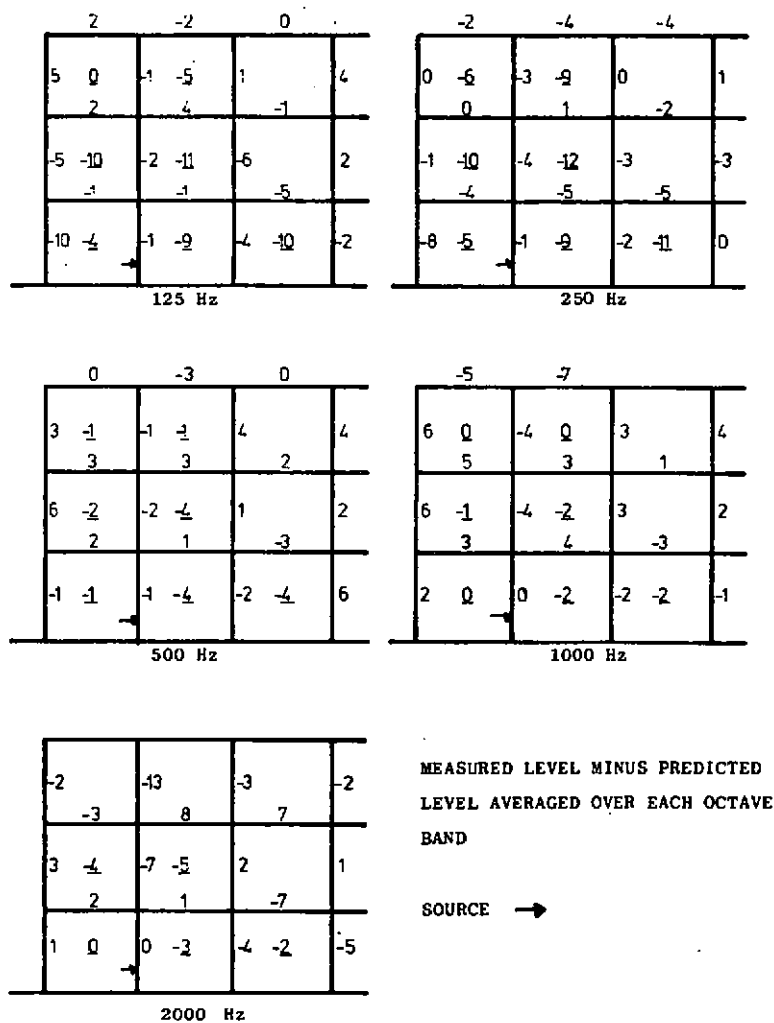 2 -2 0 -2 -4 -4
5 0 -1 -5 1 4 0 -6 -3 -9 0 1
2 4 -1 0 1 -2
-5 -10 -2 -11 -6 2 -1 -10 -4 -12 -3 -3
-1 -1 -5 -4 -5 -5
-10 -4 -1 -9 -4 -10 -2 -8 -5 -1 -9 -2 -11 0
125 Hz 250 Hz
0 -3 0 -5 -7
3 -1 -1 -1 4 4 6 0 -4 0 3 4
3 3 2 5 3 1
6 -2 -2 -4 1 2 6 -1 -4 -2 3 2
2 1 -3 3 4 -3
-1 -1 -1 -4 -2 -4 6 2 0 0 -2 -2 -2 -1
500 Hz 1000 Hz
-2 -13 -3 -2
-3 8 7
3 -4 -7 -5 2 1
2 1 -7
1 0 0 -3 -4 -2 -5
2000 Hz
MEASURED LEVEL MINUS PREDICTED
LEVEL AVERAGED OVER EACH OCTAVE
BAND
SOURCE →